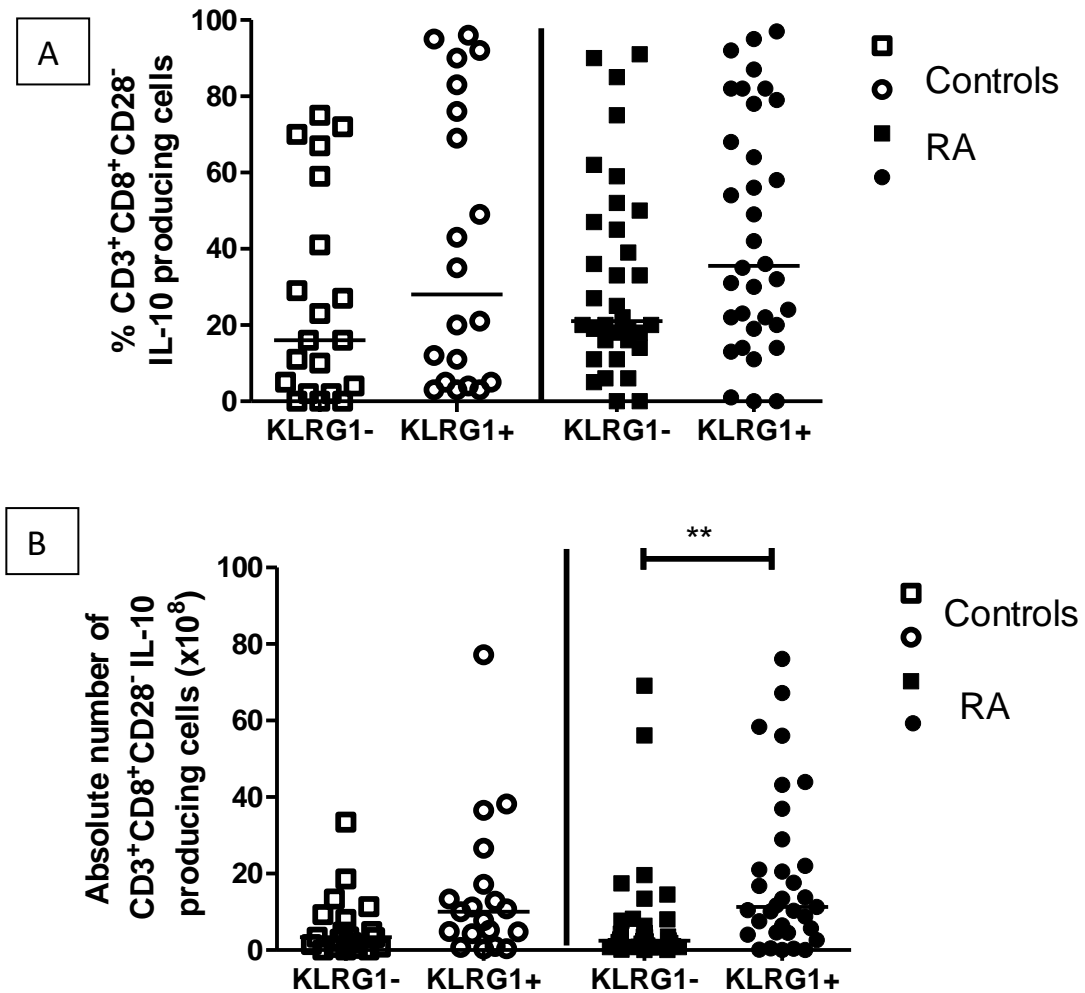 A
% CD3⁺CD8⁺CD28⁻
IL-10 producing cells
100
80
60
40
20
0
KLRG1- KLRG1+ KLRG1- KLRG1+
Controls
RA
B
Absolute number of
CD3⁺CD8⁺CD28⁻ IL-10
producing cells (x10⁸)
100
80
60
40
20
0
**
KLRG1- KLRG1+ KLRG1- KLRG1+
Controls
RA